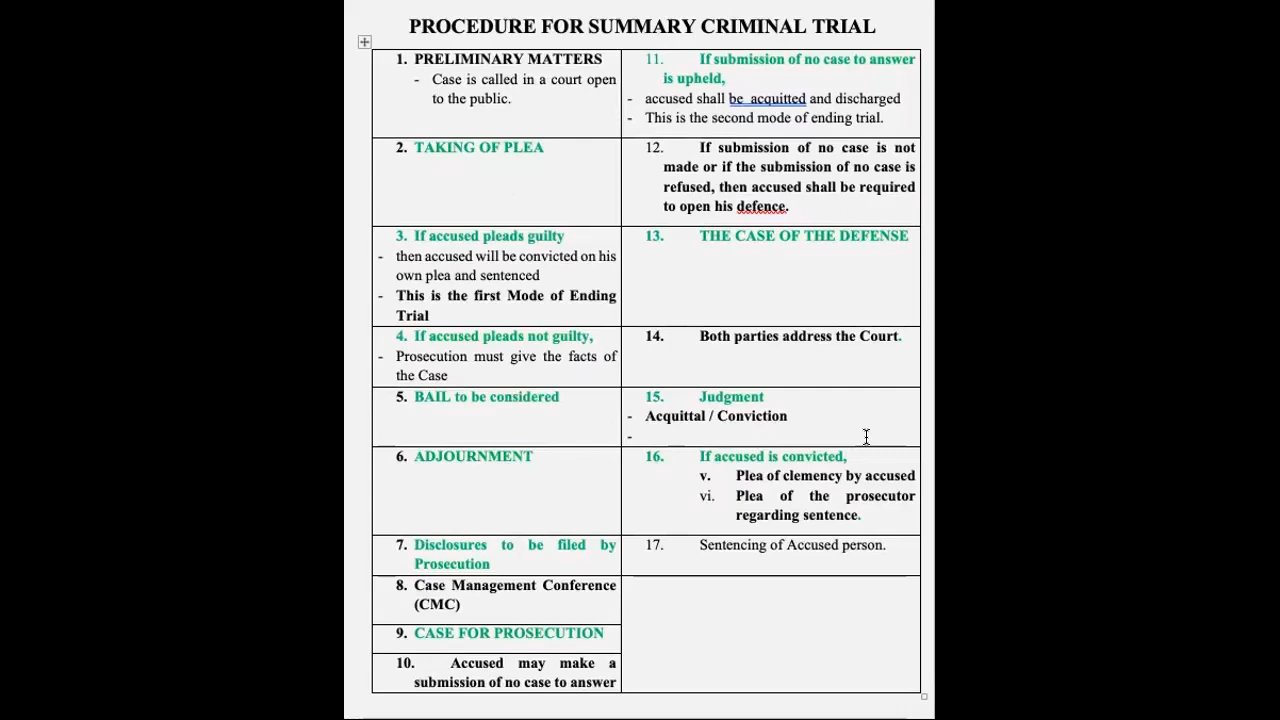 PROCEDURE FOR SUMMARY CRIMINAL TRIAL
1. PRELIMINARY MATTERS
- Case is called in a court open
to the public.
2. TAKING OF PLEA
3. If accused pleads guilty
- then accused will be convicted on his
own plea and sentenced
- This is the first Mode of Ending
Trial
4. If accused pleads not guilty,
- Prosecution must give the facts of
the Case
5. BAIL to be considered
6. ADJOURNMENT
7. Disclosures to be filed by
Prosecution
8. Case Management Conference
(CMC)
9. CASE FOR PROSECUTION
10. Accused may make a
submission of no case to answer
11. If submission of no case to answer
is upheld,
- accused shall be acquitted and discharged
- This is the second mode of ending trial.
12. If submission of no case is not
made or if the submission of no case is
refused, then accused shall be required
to open his defence.
13. THE CASE OF THE DEFENSE
14. Both parties address the Court.
15. Judgment
- Acquittal / Conviction
-
16. If accused is convicted,
v. Plea of clemency by accused
vi. Plea of the prosecutor
regarding sentence.
17. Sentencing of Accused person.